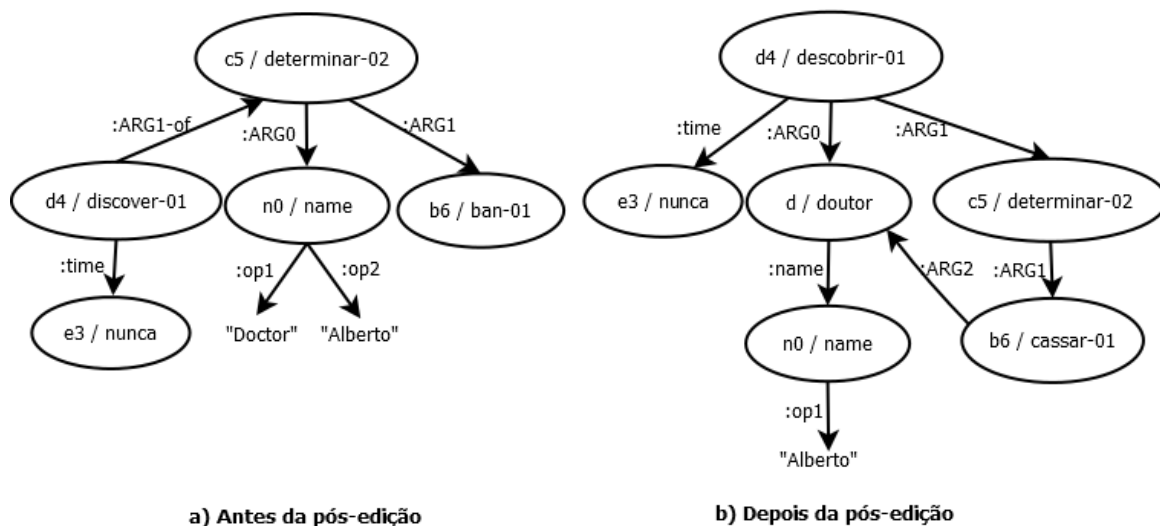 c5 / determinar-02
:ARG1-of
:ARG0
:ARG1
d4 / discover-01
n0 / name
b6 / ban-01
:time
:op1
:op2
e3 / nunca
"Doctor"
"Alberto"
a) Antes da pós-edição
d4 / descobrir-01
:time
:ARG0
:ARG1
e3 / nunca
d / doutor
c5 / determinar-02
:name
:ARG2
:ARG1
n0 / name
b6 / cassar-01
:op1
"Alberto"
b) Depois da pós-edição